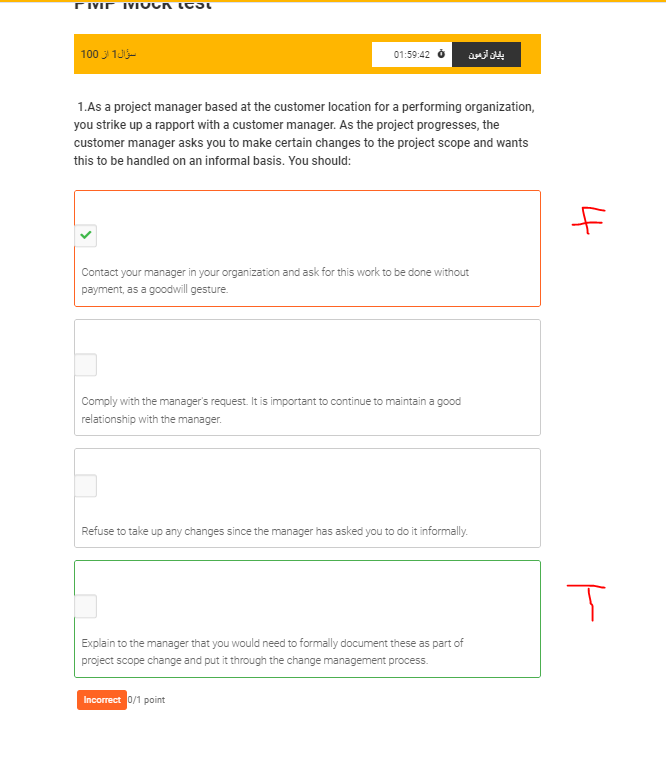 PMP Mock test
سؤال1 از 100
01:59:42
پایان آزمون
1.As a project manager based at the customer location for a performing organization,
you strike up a rapport with a customer manager. As the project progresses, the
customer manager asks you to make certain changes to the project scope and wants
this to be handled on an informal basis. You should:
F
Contact your manager in your organization and ask for this work to be done without
payment, as a goodwill gesture.
Comply with the manager's request. It is important to continue to maintain a good
relationship with the manager.
Refuse to take up any changes since the manager has asked you to do it informally.
T
Explain to the manager that you would need to formally document these as part of
project scope change and put it through the change management process.
Incorrect 0/1 point